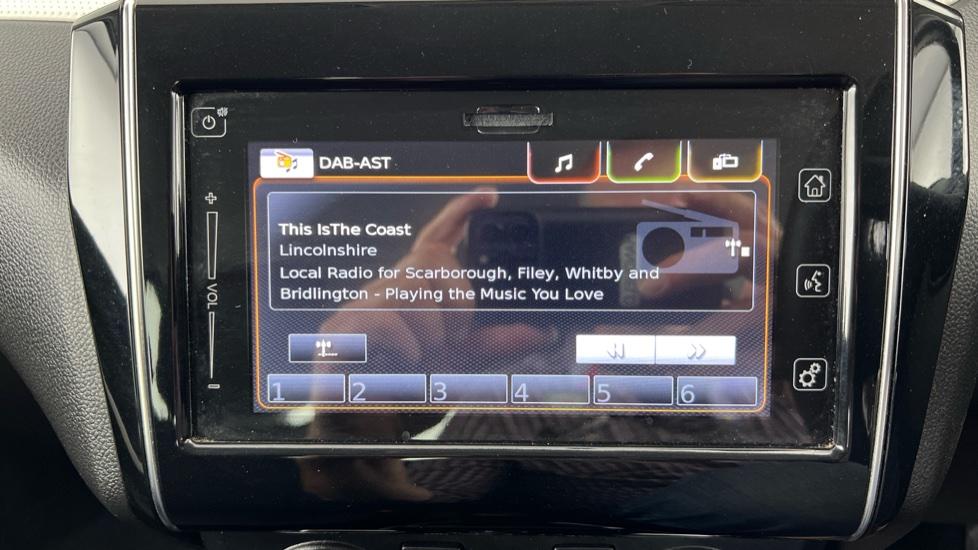 DAB-AST
This IsThe Coast
Lincolnshire
Local Radio for Scarborough, Filey, Whitby and
Bridlington - Playing the Music You Love
+
VOL
-
1 2 3 4 5 6